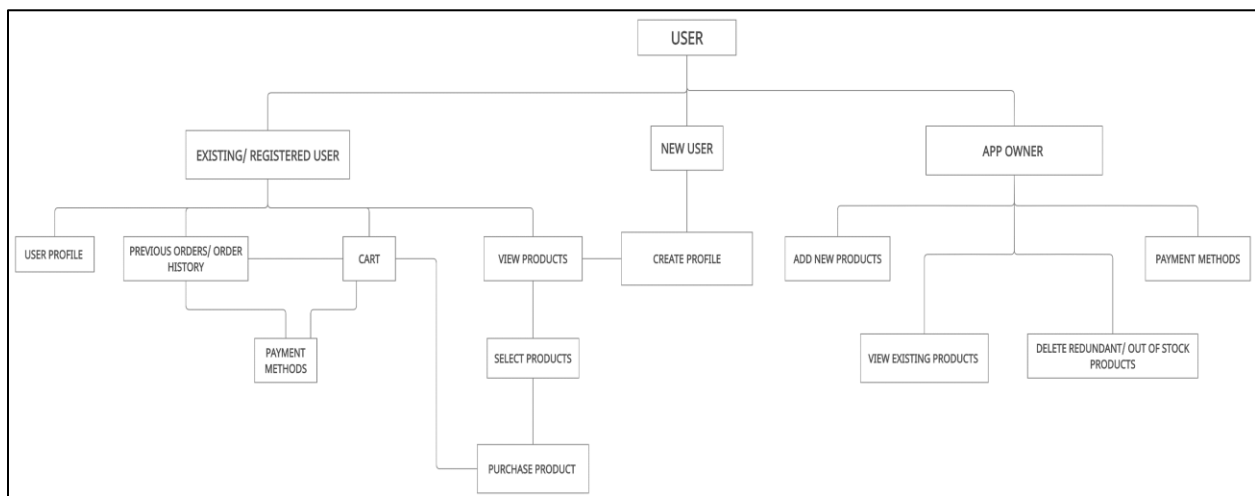 USER
EXISTING/ REGISTERED USER
NEW USER
APP OWNER
USER PROFILE
PREVIOUS ORDERS/ ORDER
HISTORY
CART
VIEW PRODUCTS
CREATE PROFILE
ADD NEW PRODUCTS
PAYMENT METHODS
PAYMENT
METHODS
SELECT PRODUCTS
VIEW EXISTING PRODUCTS
DELETE REDUNDANT/ OUT OF STOCK
PRODUCTS
PURCHASE PRODUCT